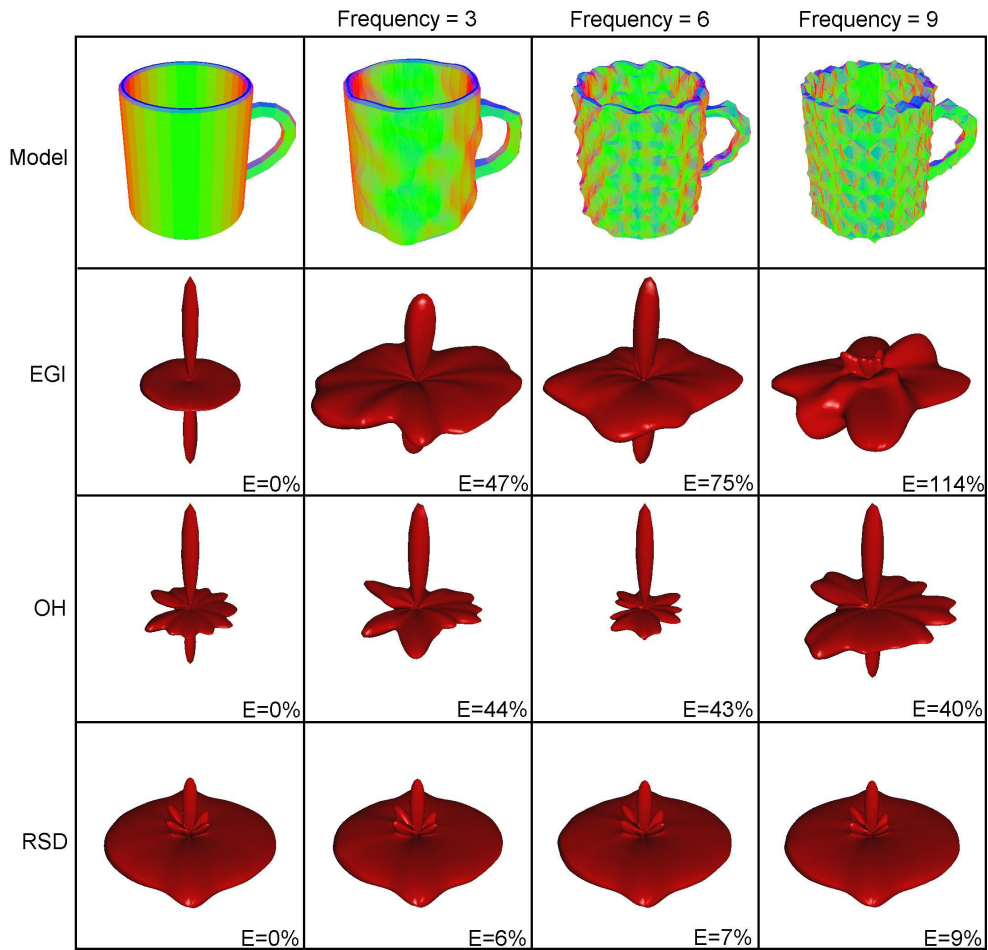 Frequency = 3 Frequency = 6 Frequency = 9
Model
EGI
E=0% E=47% E=75% E=114%
OH
E=0% E=44% E=43% E=40%
RSD
E=0% E=6% E=7% E=9%